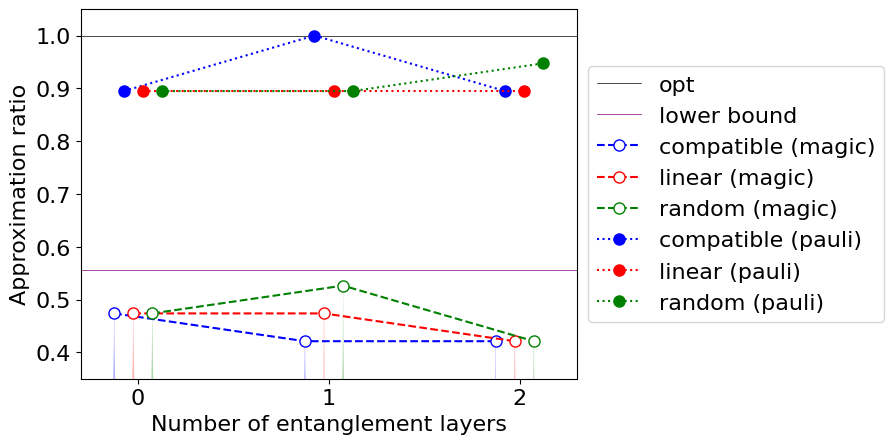 1.0
0.9
0.8
0.7
0.6
0.5
0.4
Approximation ratio
0 1 2
Number of entanglement layers
opt
lower bound
compatible (magic)
linear (magic)
random (magic)
compatible (pauli)
linear (pauli)
random (pauli)